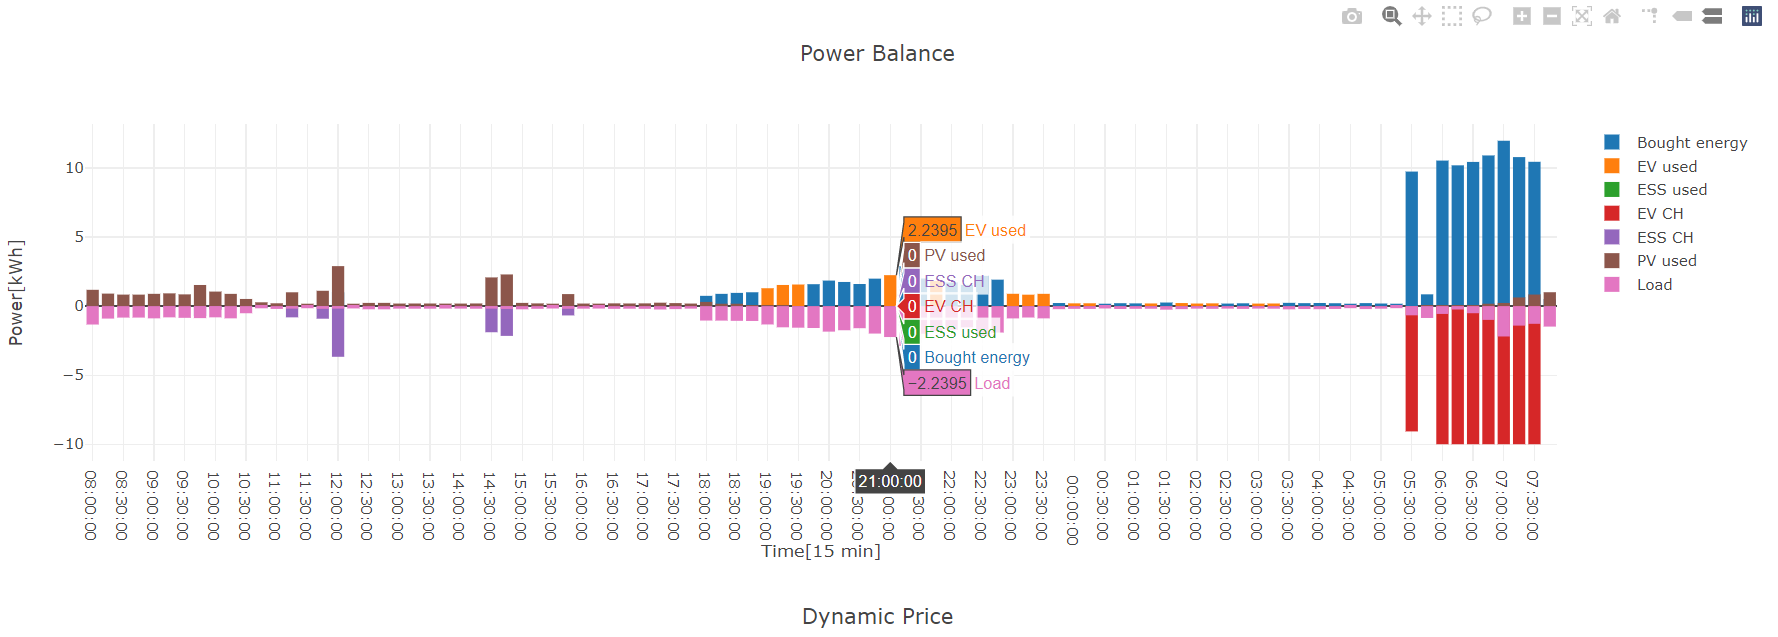 Power Balance
Bought energy
EV used
ESS used
EV CH
ESS CH
PV used
Load
Power[kWh]
10
5
0
−5
−10
2.2395 EV used
0 PV used
0 ESS CH
0 EV CH
0 ESS used
0 Bought energy
−2.2395 Load
08:00:00
08:30:00
09:00:00
09:30:00
10:00:00
10:30:00
11:00:00
11:30:00
12:00:00
12:30:00
13:00:00
13:30:00
14:00:00
14:30:00
15:00:00
15:30:00
16:00:00
16:30:00
17:00:00
17:30:00
18:00:00
18:30:00
19:00:00
19:30:00
20:00:00
21:00:00
22:00:00
22:30:00
23:00:00
23:30:00
00:00:00
00:30:00
01:00:00
01:30:00
02:00:00
02:30:00
03:00:00
03:30:00
04:00:00
04:30:00
05:00:00
05:30:00
06:00:00
06:30:00
07:00:00
07:30:00
Time[15 min]
Dynamic Price